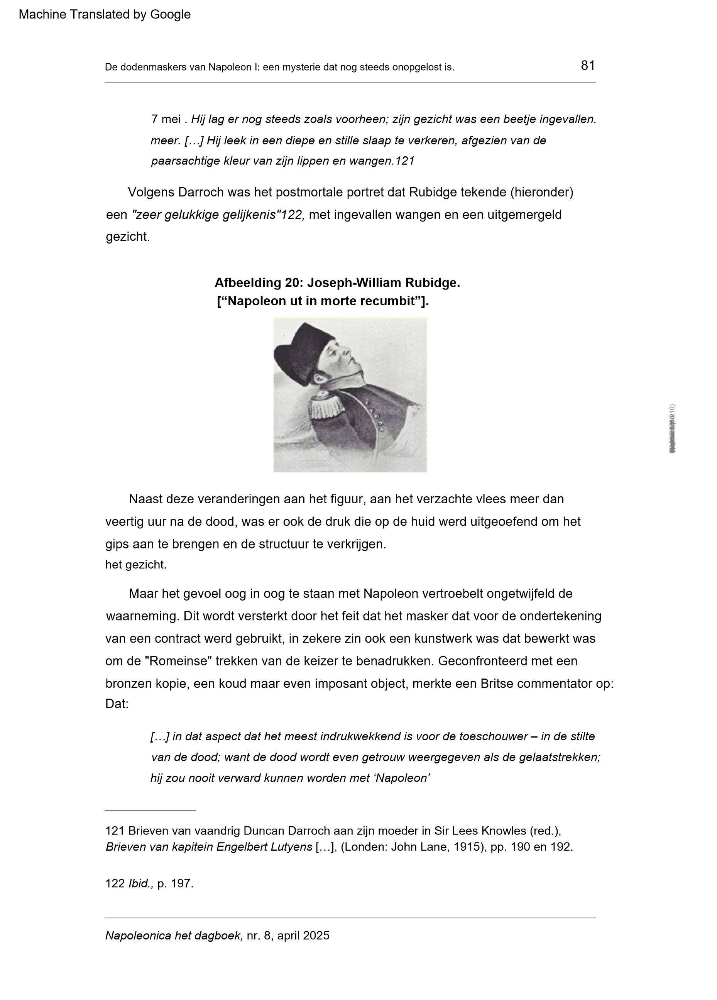 Machine Translated by Google
De dodenmaskers van Napoleon I: een mysterie dat nog steeds onopgelost is.
81
7 mei . Hij lag er nog steeds zoals voorheen; zijn gezicht was een beetje ingevallen.
meer. […] Hij leek in een diepe en stille slaap te verkeren, afgezien van de
paarsachtige kleur van zijn lippen en wangen.121
Volgens Darroch was het postmortale portret dat Rubidge tekende (hieronder)
een "zeer gelukkige gelijkenis"122, met ingevallen wangen en een uitgemergeld
gezicht.
Afbeelding 20: Joseph-William Rubidge.
[“Napoleon ut in morte recumbit”].
Naast deze veranderingen aan het figuur, aan het verzachte vlees meer dan
veertig uur na de dood, was er ook de druk die op de huid werd uitgeoefend om het
gips aan te brengen en de structuur te verkrijgen.
het gezicht.
Maar het gevoel oog in oog te staan met Napoleon vertroebelt ongetwijfeld de
waarneming. Dit wordt versterkt door het feit dat het masker dat voor de ondertekening
van een contract werd gebruikt, in zekere zin ook een kunstwerk was dat bewerkt was
om de "Romeinse" trekken van de keizer te benadrukken. Geconfronteerd met een
bronzen kopie, een koud maar even imposant object, merkte een Britse commentator op:
Dat:
[…] in dat aspect dat het meest indrukwekkend is voor de toeschouwer – in de stilte
van de dood; want de dood wordt even getrouw weergegeven als de gelaatstrekken;
hij zou nooit verward kunnen worden met ‘Napoleon’
121 Brieven van vaandrig Duncan Darroch aan zijn moeder in Sir Lees Knowles (red.),
Brieven van kapitein Engelbert Lutyens […], (Londen: John Lane, 1915), pp. 190 en 192.
122 Ibid., p. 197.
Napoleonica het dagboek, nr. 8, april 2025